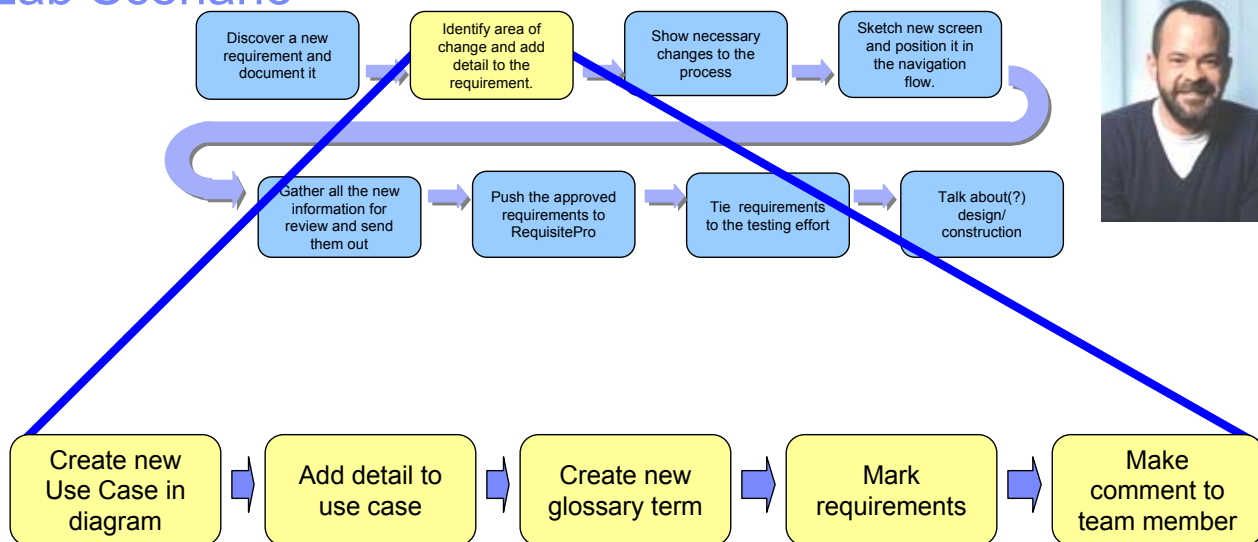 Lab Scenario
Discover a new
requirement and
document it
Identify area of
change and add
detail to the
requirement.
Show necessary
changes to the
process
Sketch new screen
and position it in
the navigation
flow.
Gather all the new
information for
review and send
them out
Push the approved
requirements to
RequisitePro
Tie requirements
to the testing effort
Talk about(?)
design/
construction
Create new
Use Case in
diagram
Add detail to
use case
Create new
glossary term
Mark
requirements
Make
comment to
team member